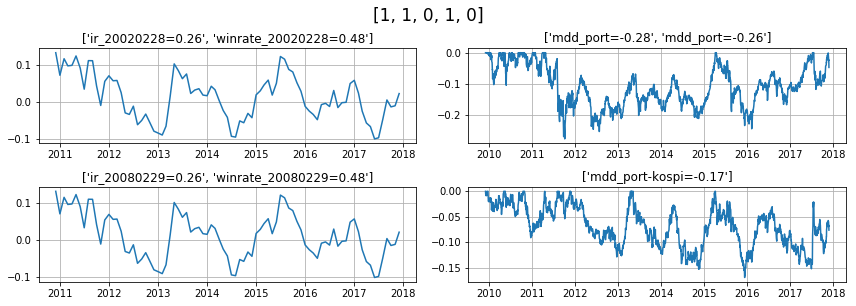 [1, 1, 0, 1, 0]
['ir_20020228=0.26', 'winrate_20020228=0.48']
0.1
0.0
−0.1
2011 2012 2013 2014 2015 2016 2017 2018
['mdd_port=-0.28', 'mdd_port=-0.26']
0.0
−0.1
−0.2
2010 2011 2012 2013 2014 2015 2016 2017 2018
['ir_20080229=0.26', 'winrate_20080229=0.48']
0.1
0.0
−0.1
2011 2012 2013 2014 2015 2016 2017 2018
['mdd_port-kospi=-0.17']
0.00
−0.05
−0.10
−0.15
2010 2011 2012 2013 2014 2015 2016 2017 2018